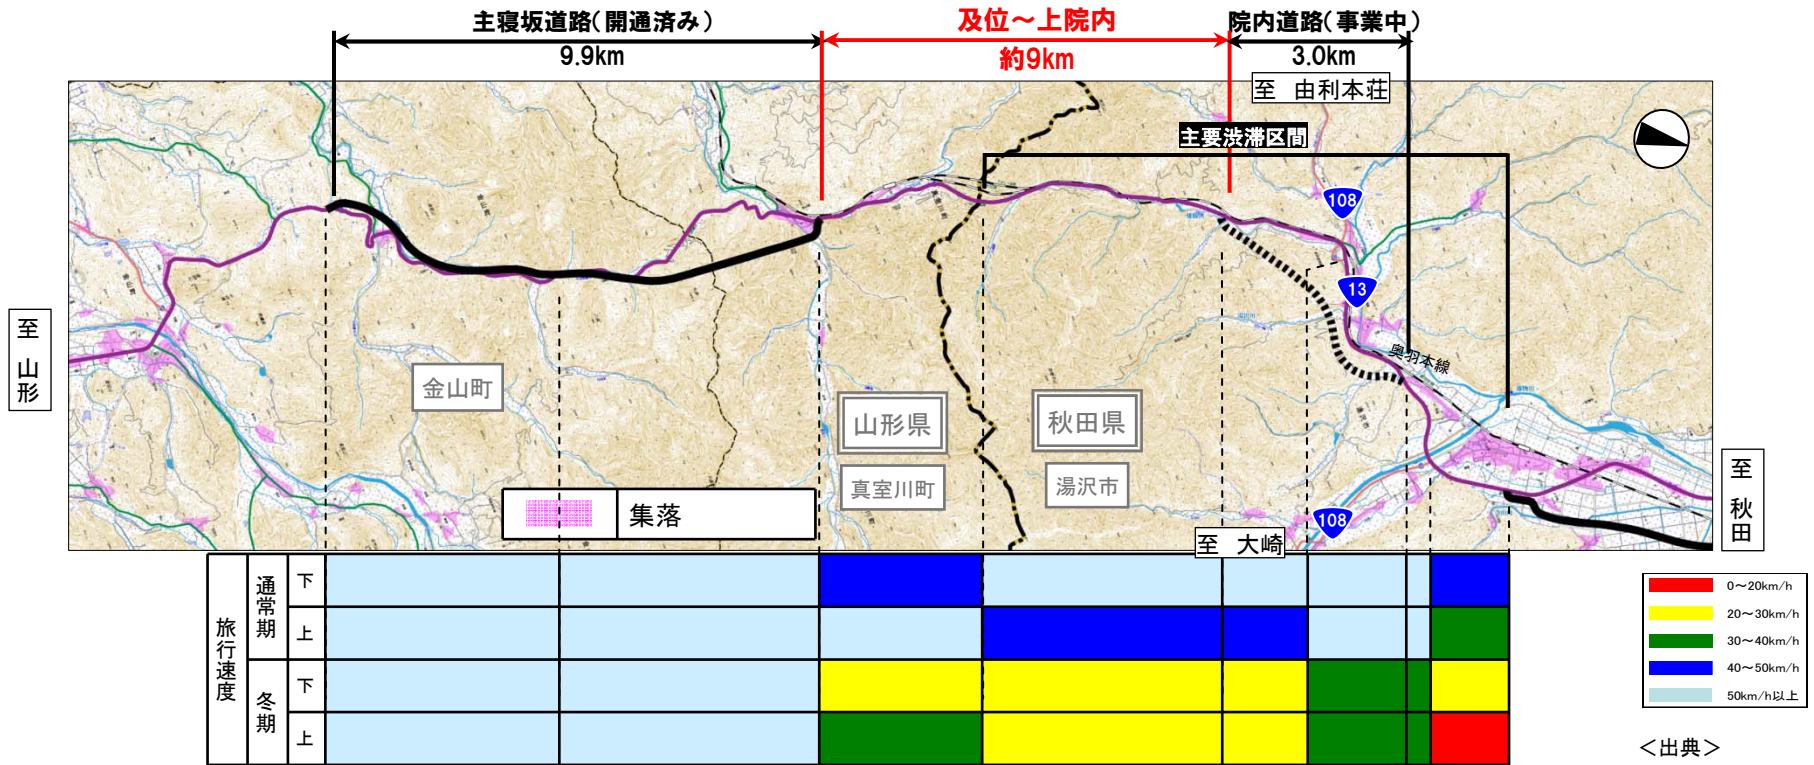 主寝坂道路(開通済み)
9.9km
及位～上院内
約9km
院内道路(事業中)
3.0km
至 由利本荘
主要渋滞区間
108
13
奥羽本線
至 山形
金山町
山形県
真室川町
秋田県
湯沢市
集落
108
至 大崎
至 秋田
旅行速度
通常期
下
上
冬期
下
上
0～20km/h
20～30km/h
30～40km/h
40～50km/h
50km/h以上
＜出典＞